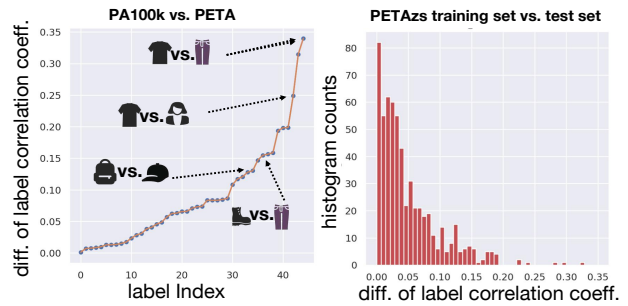 PA100k vs. PETA
diff. of label correlation coeff.
0.35
0.30
0.25
0.20
0.15
0.10
0.05
0.00
vs.
vs.
vs.
vs.
0
10
20
30
40
label Index
PETAzs training set vs. test set
histogram counts
80
70
60
50
40
30
20
10
0
0.00 0.05 0.10 0.15 0.20 0.25 0.30 0.35
diff. of label correlation coeff.